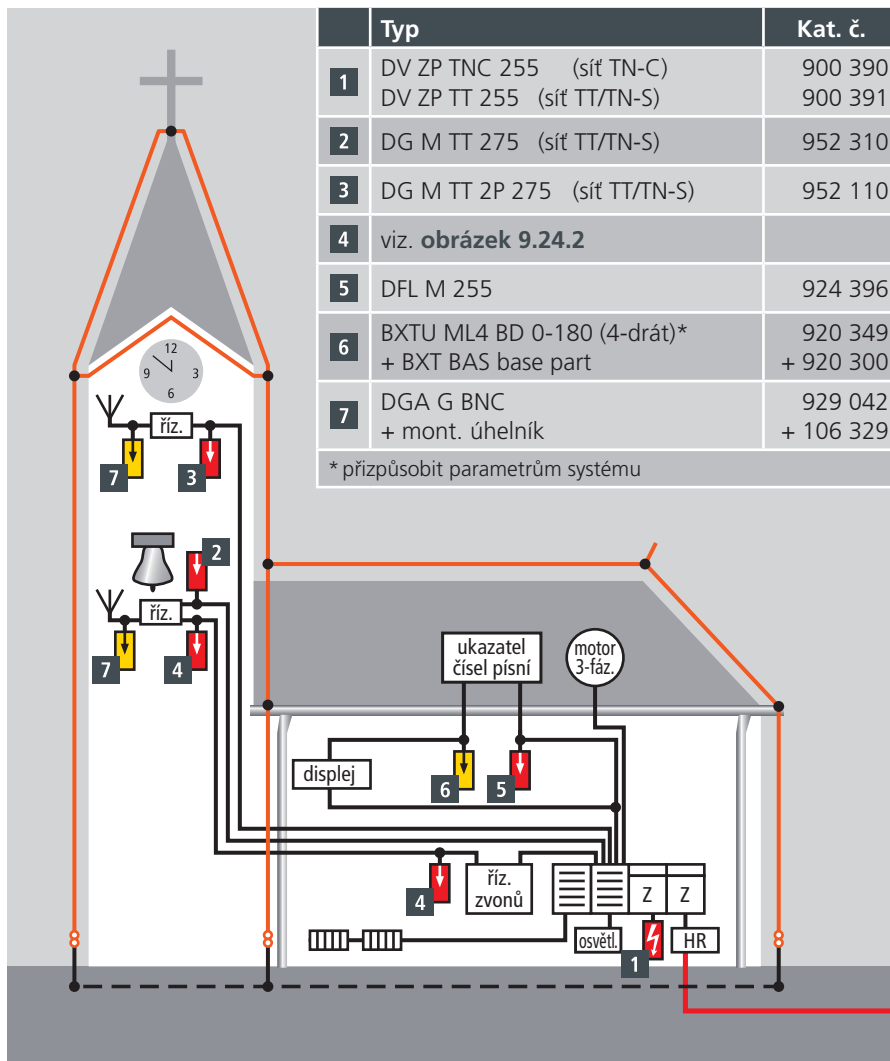 Typ Kat. č.
1 DV ZP TNC 255 (síť TN-C) 900 390
DV ZP TT 255 (síť TT/TN-S) 900 391
2 DG M TT 275 (síť TT/TN-S) 952 310
3 DG M TT 2P 275 (síť TT/TN-S) 952 110
4 viz. obrázek 9.24.2
5 DFL M 255 924 396
6 BXTU ML4 BD 0-180 (4-drát)* 920 349
+ BXT BAS base part + 920 300
7 DGA G BNC 929 042
+ mont. úhelník + 106 329
* přizpůsobit parametrům systému
12
9 3
6
říz.
7 3
2
říz.
7 4
ukazatel
čísel písní
motor
3-fáz.
displej
6 5
4
říz.
zvonů
Z Z
osvětl.
1
HR